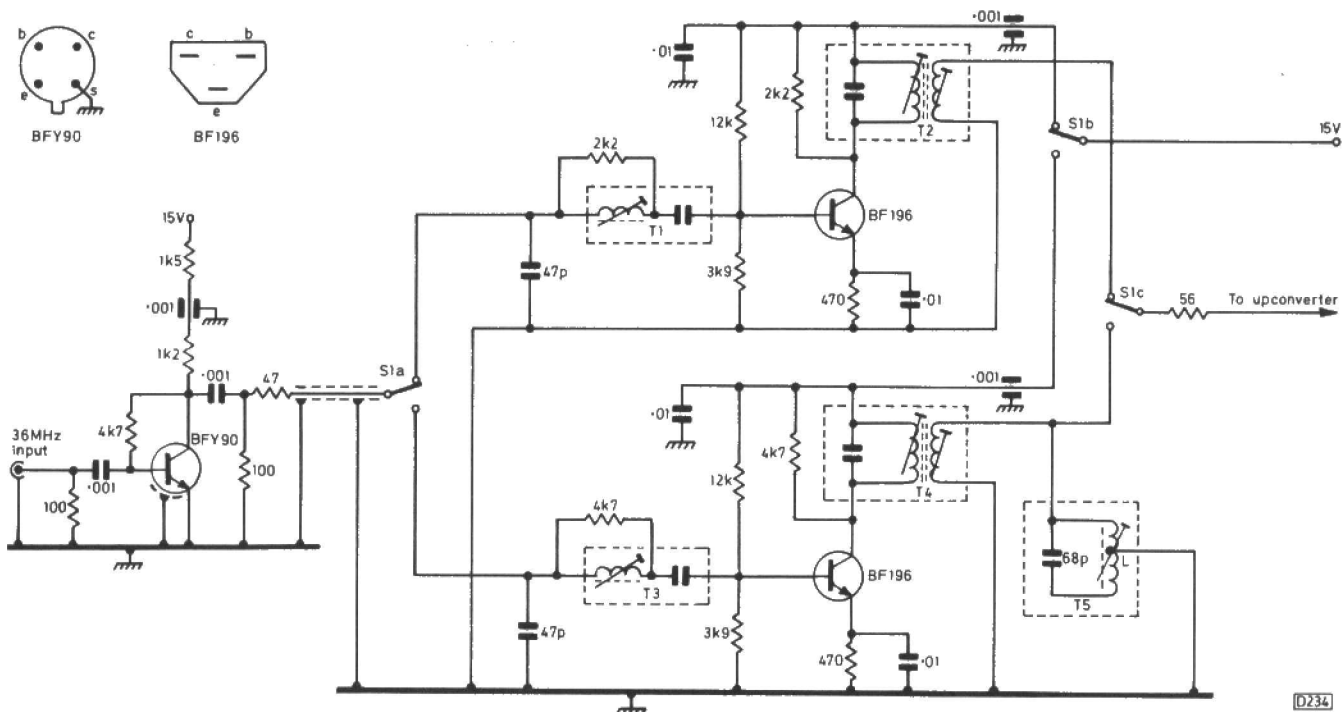 b
c
e
s
BFY90
c
b
e
BF196
15V
1k5
·001
1k2
·001
47
4k7
BFY90
36MHz
input
·001
100
100
S1a
2k2
T1
47p
·01
12k
2k2
T2
BF196
3k9
470
·01
·001
S1b
15V
S1c
56
To upconverter
·01
·001
12k
4k7
T4
4k7
T3
47p
BF196
3k9
470
·01
68p
L
T5
D234